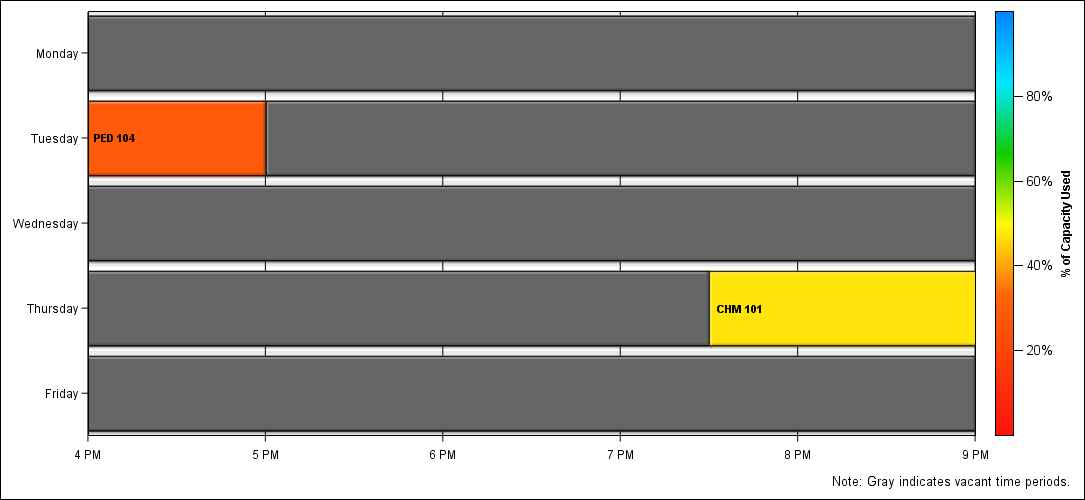 Monday
Tuesday
PED 104
Wednesday
Thursday
CHM 101
Friday
4 PM
5 PM
6 PM
7 PM
8 PM
9 PM
80%
60%
40%
20%
% of Capacity Used
Note: Gray indicates vacant time periods.